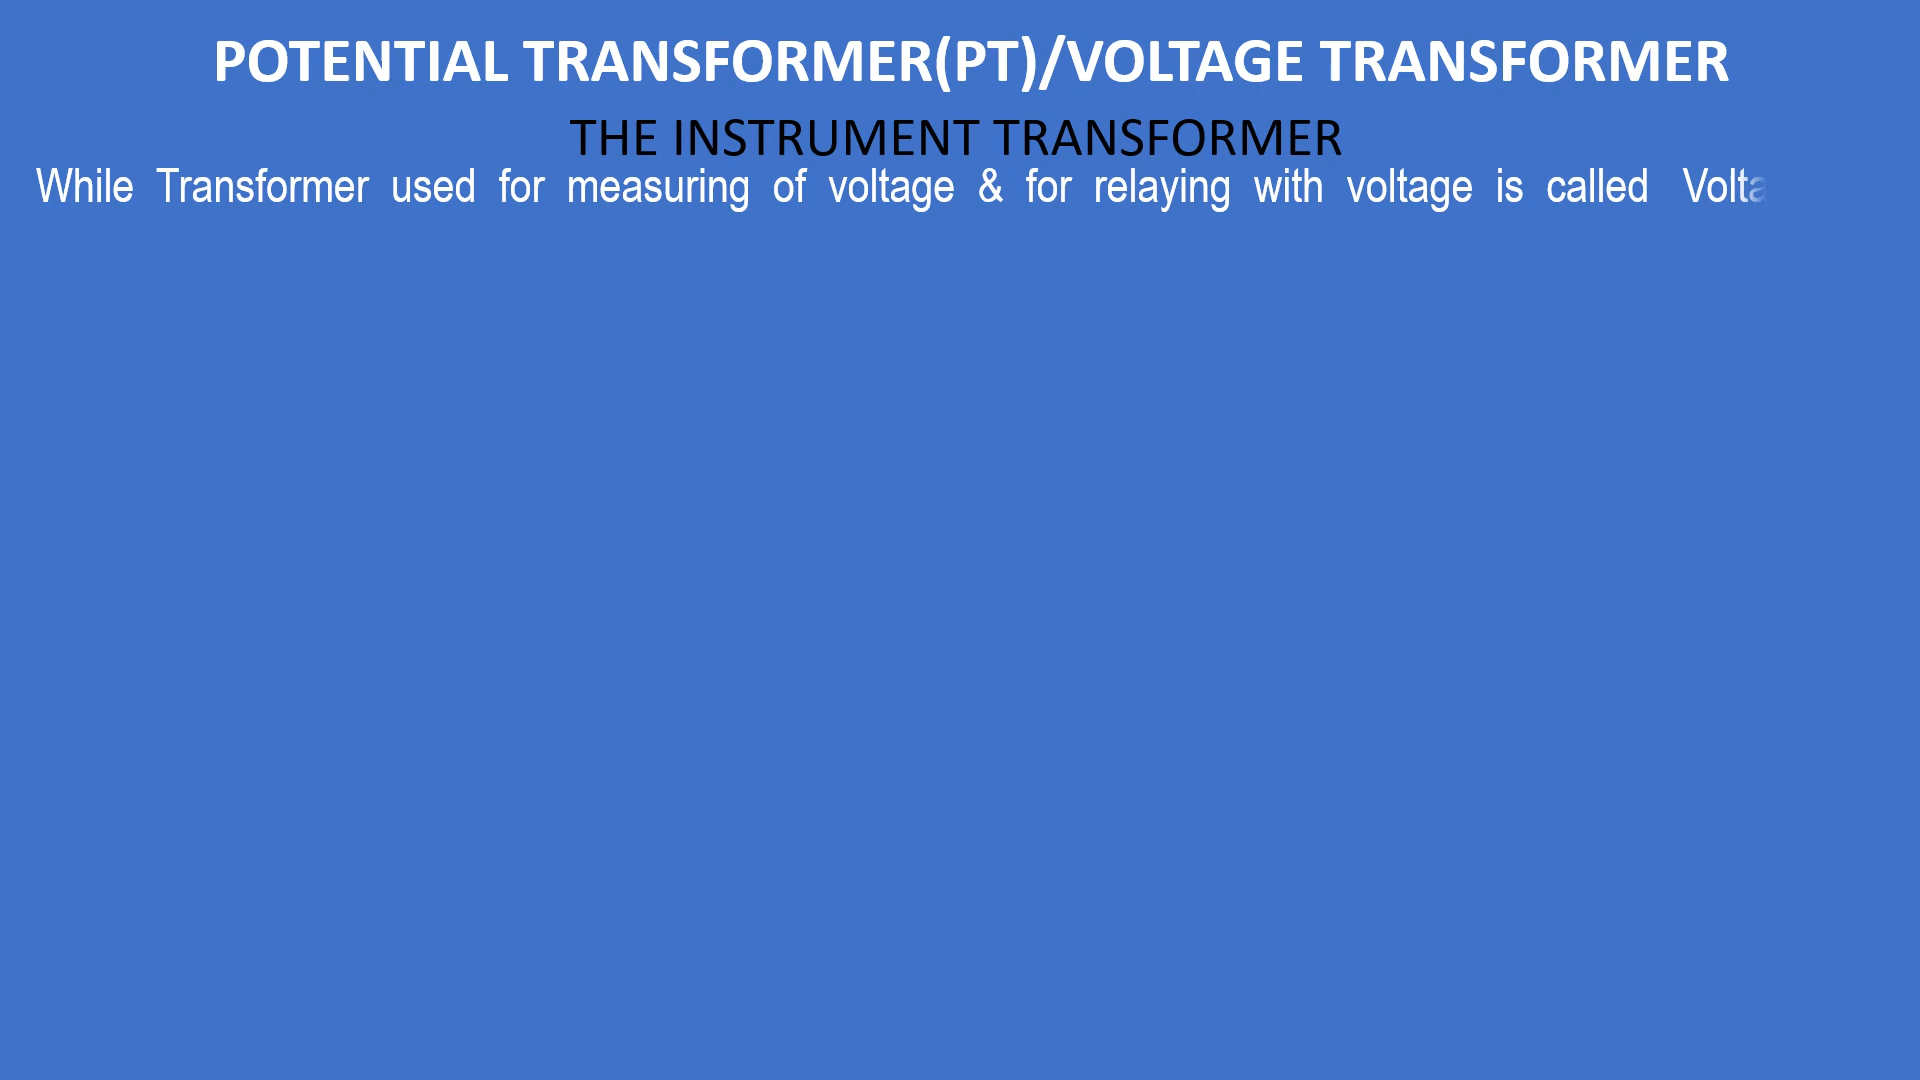 POTENTIAL TRANSFORMER(PT)/VOLTAGE TRANSFORMER
THE INSTRUMENT TRANSFORMER
While Transformer used for measuring of voltage & for relaying with voltage is called Volta